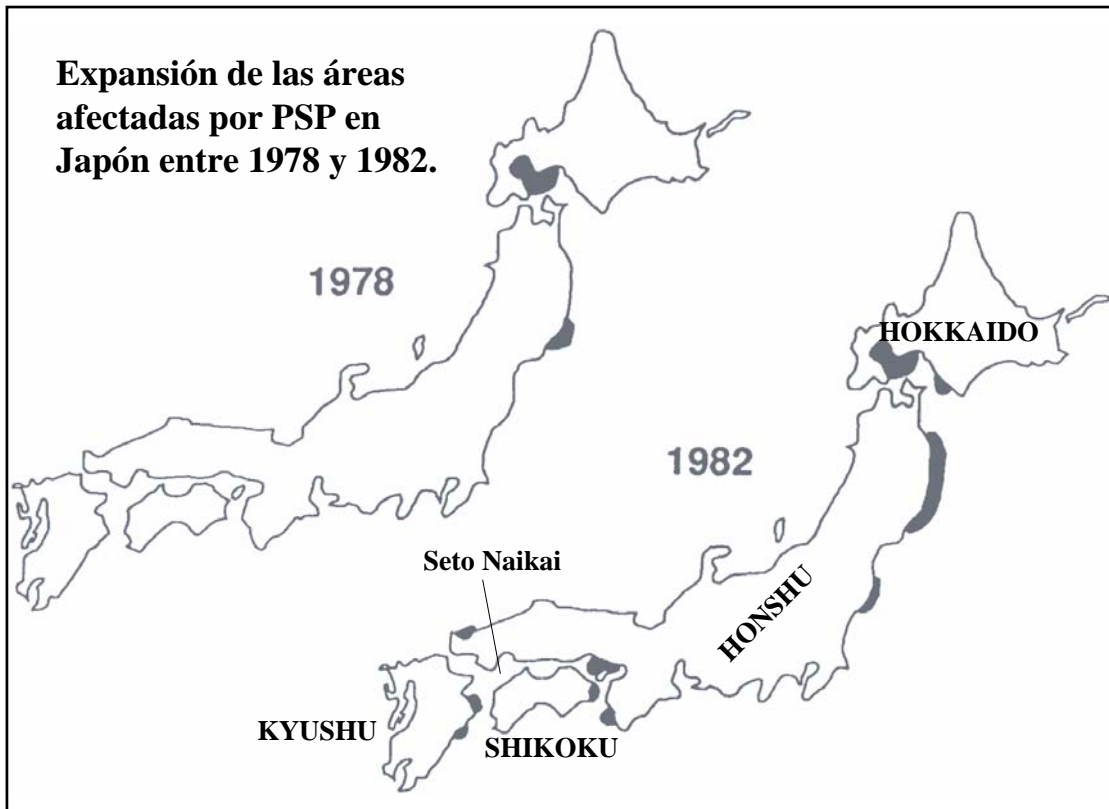 Expansión de las áreas
afectadas por PSP en
Japón entre 1978 y 1982.
1978
HOKKAIDO
1982
Seto Naikai
HONSHU
KYUSHU
SHIKOKU